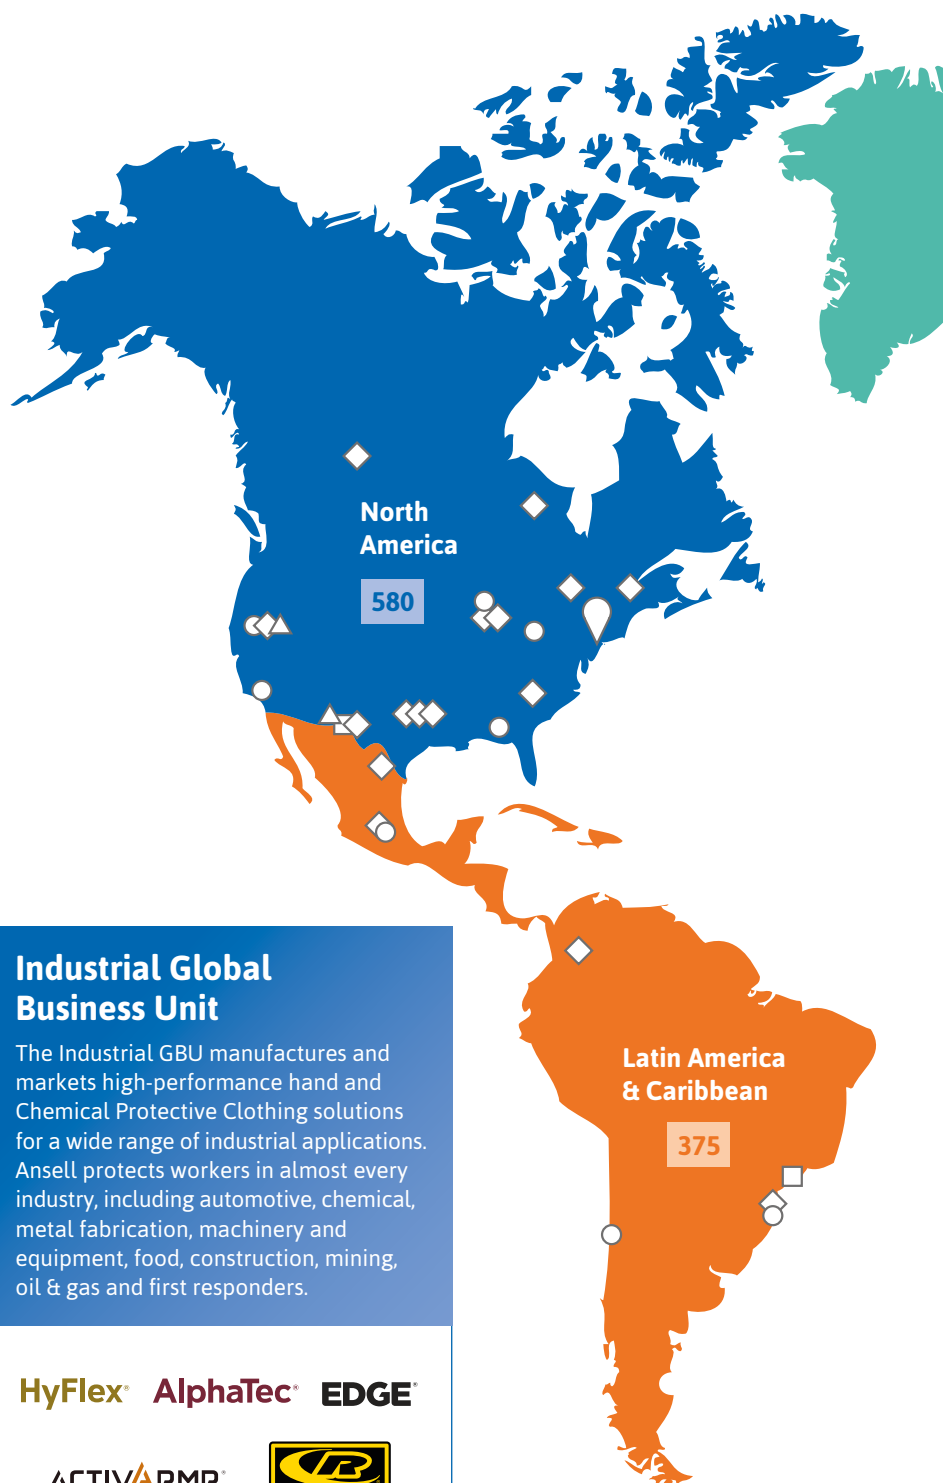 North
America
580
Latin America
& Caribbean
375
Industrial Global
Business Unit
The Industrial GBU manufactures and
markets high-performance hand and
Chemical Protective Clothing solutions
for a wide range of industrial applications.
Ansell protects workers in almost every
industry, including automotive, chemical,
metal fabrication, machinery and
equipment, food, construction, mining,
oil & gas and first responders.
HyFlex® AlphaTec® EDGE®
ACTIVARMR®
R